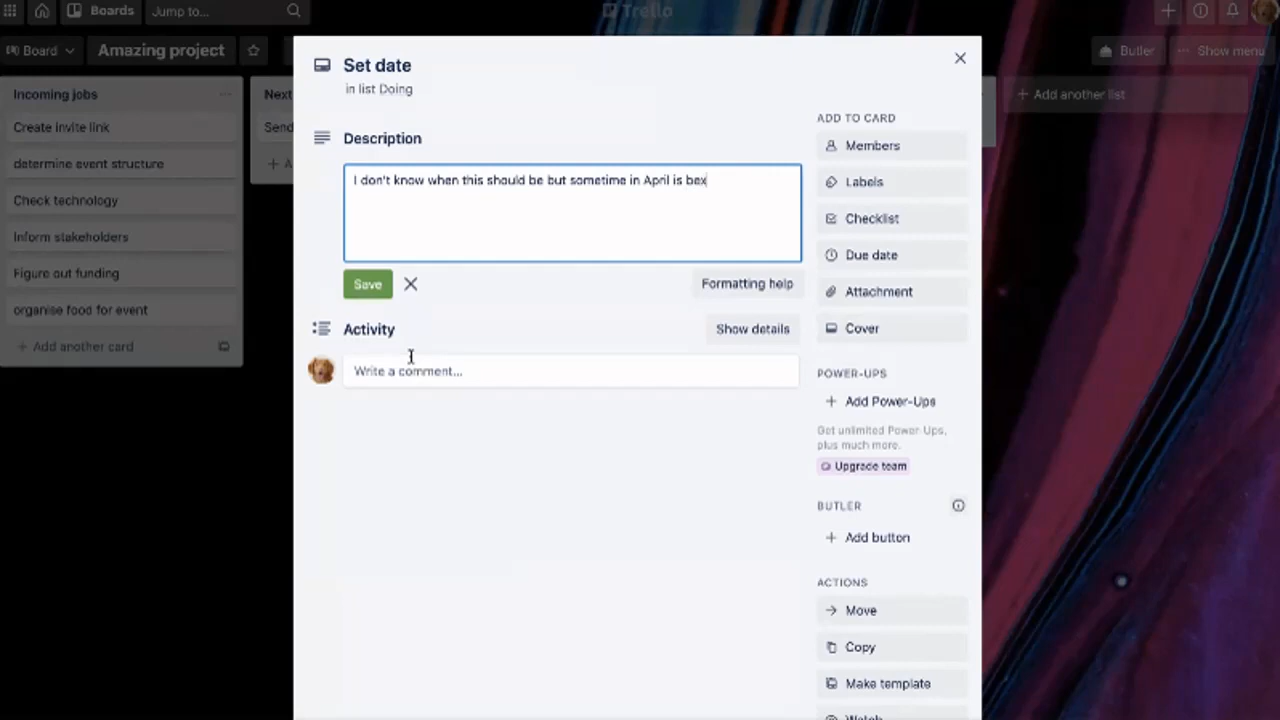 Boards
Jump to...
Trello
Board
Amazing project
Butler
... Show menu
Incoming jobs
...
Create invite link
determine event structure
Check technology
Inform stakeholders
Figure out funding
organise food for event
+ Add another card
Next
Send
+ A
+ Add another list
Set date
in list Doing
Description
I don't know when this should be but sometime in April is bex
Save
Formatting help
Activity
Show details
Write a comment...
ADD TO CARD
Members
Labels
Checklist
Due date
Attachment
Cover
POWER-UPS
+ Add Power-Ups
Get unlimited Power-Ups,
plus much more.
Upgrade team
BUTLER
+ Add button
ACTIONS
Move
Copy
Make template
Watch